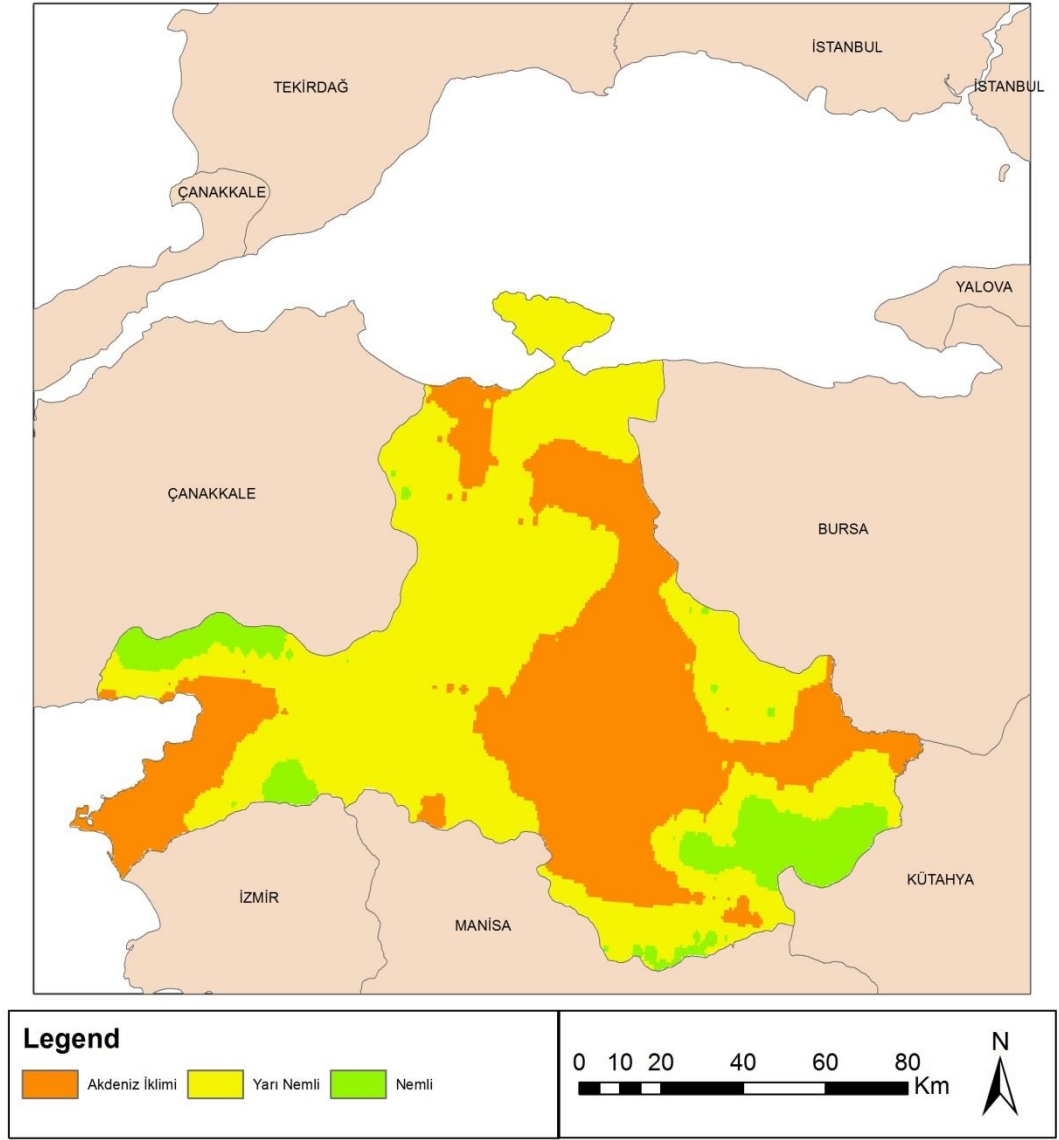 İSTANBUL
TEKİRDAĞ
İSTANBUL
ÇANAKKALE
YALOVA
ÇANAKKALE
BURSA
KÜTAHYA
İZMİR
MANİSA
Legend
Akdeniz İklimi Yarı Nemli Nemli
0 10 20 40 60 80
Km
N